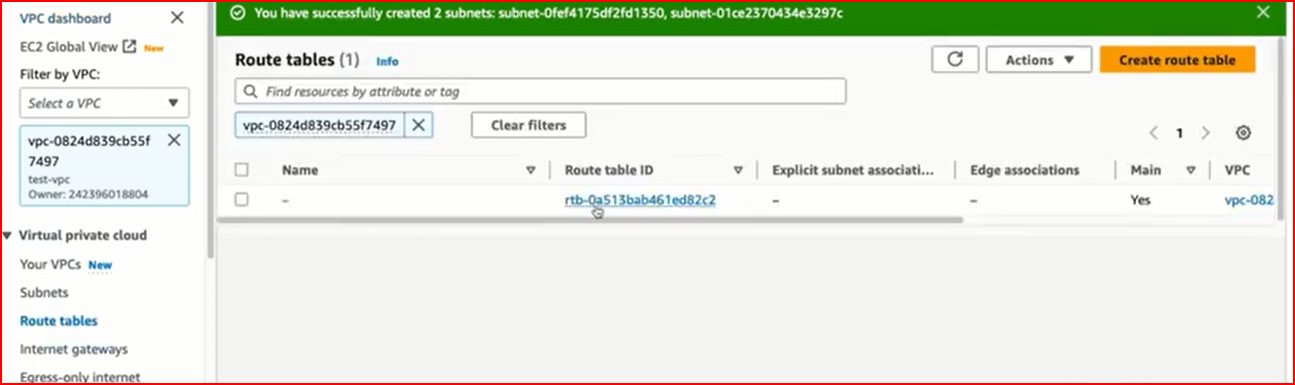 VPC dashboard
EC2 Global View New
Filter by VPC:
Select a VPC
vpc-0824d839cb55f
7497
test-vpc
Owner: 242396018804
Virtual private cloud
Your VPCs New
Subnets
Route tables
Internet gateways
Egress-only internet
You have successfully created 2 subnets: subnet-0fef4175df2fd1350, subnet-01ce2370434e3297c
Route tables (1) Info
Actions
Create route table
Find resources by attribute or tag
vpc-0824d839cb55f7497
Clear filters
1
Name Route table ID Explicit subnet associati... Edge associations Main VPC
– rtb-0a513bab461ed82c2 – – Yes vpc-082